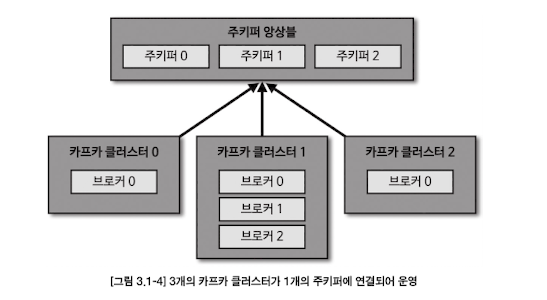 주키퍼 앙상블
주키퍼 0 주키퍼 1 주키퍼 2
카프카 클러스터 0 카프카 클러스터 1 카프카 클러스터 2
브로커 0 브로커 0 브로커 0
브로커 1
브로커 2
[그림 3.1-4] 3개의 카프카 클러스터가 1개의 주키퍼에 연결되어 운영